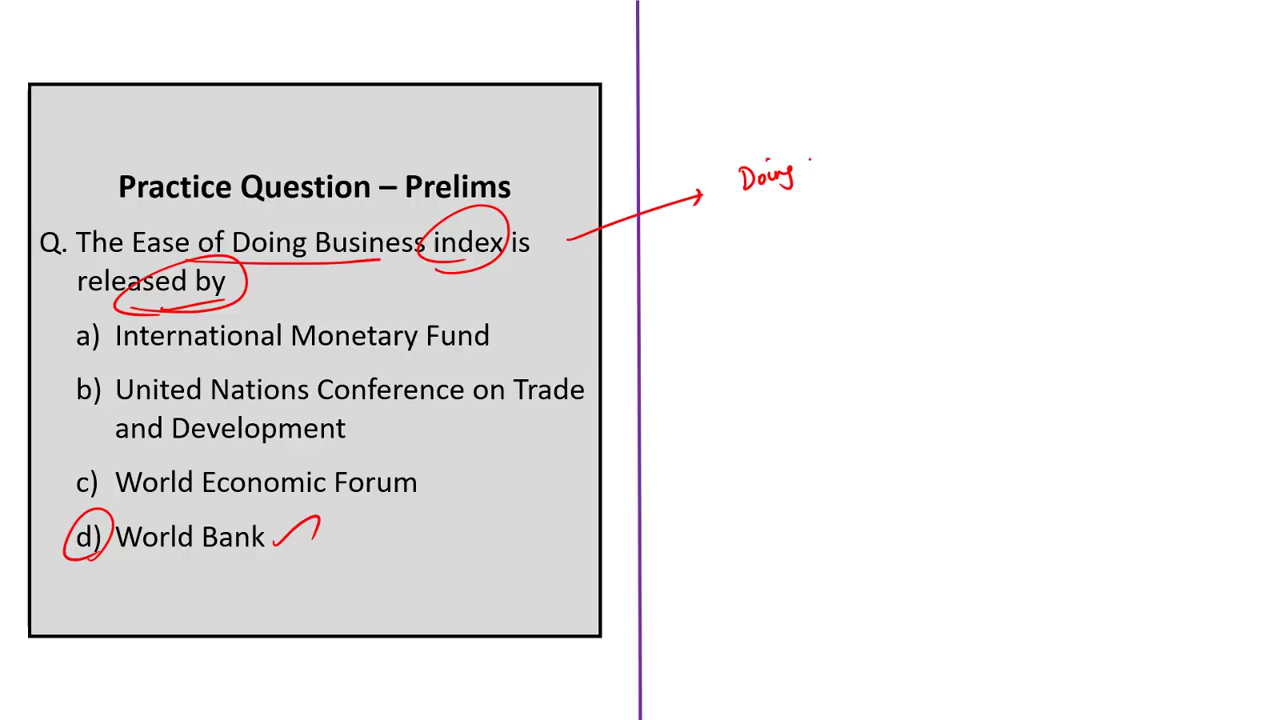 Practice Question – Prelims
Q. The Ease of Doing Business index is
released by
a) International Monetary Fund
b) United Nations Conference on Trade
and Development
c) World Economic Forum
d) World Bank
Doing